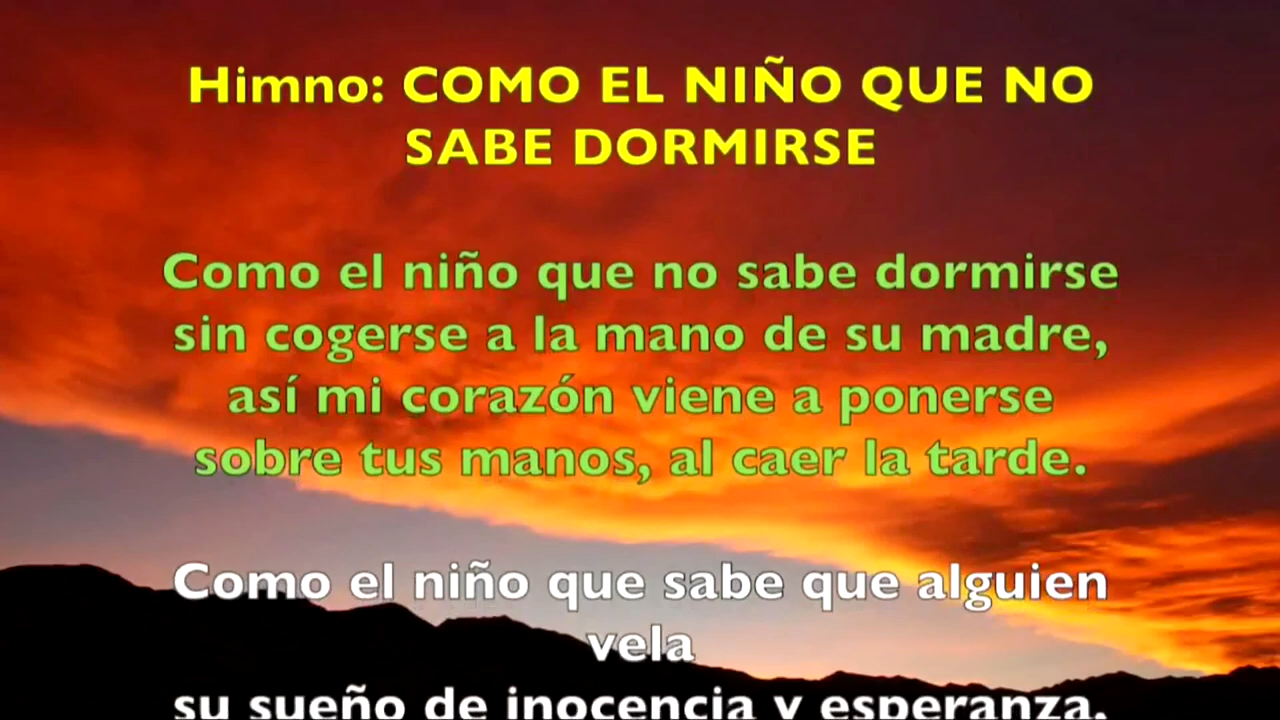 Himno: COMO EL NIÑO QUE NO
SABE DORMIRSE
Como el niño que no sabe dormirse
sin cogerse a la mano de su madre,
así mi corazón viene a ponerse
sobre tus manos, al caer la tarde.
Como el niño que sabe que alguien
vela
su sueño de inocencia y esperanza,